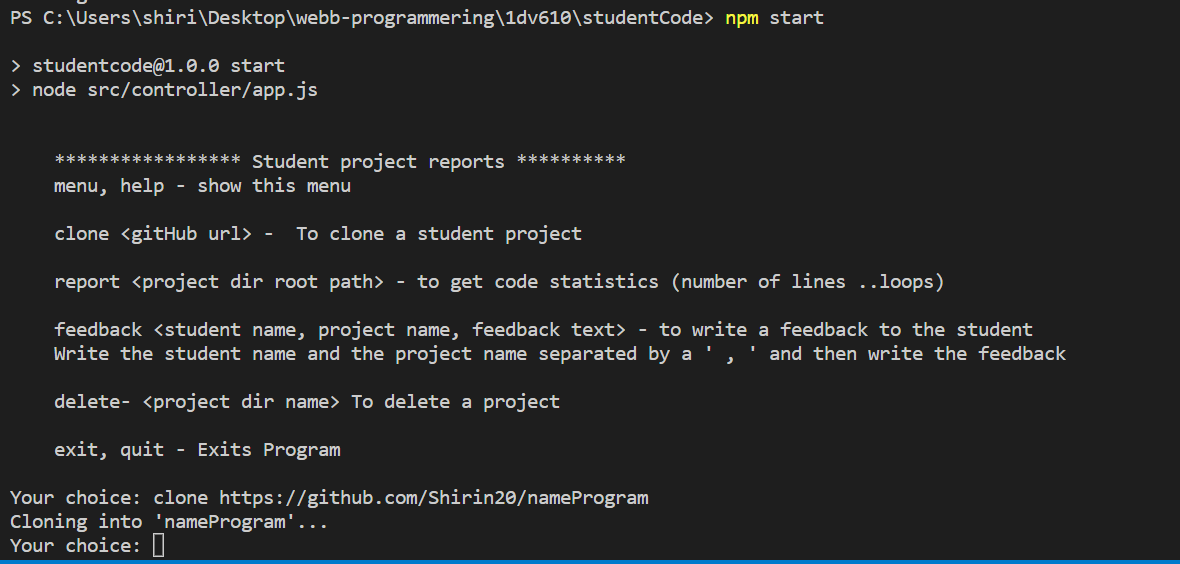 PS C:\Users\shiri\Desktop\webb-programmering\1dv610\studentCode> npm start
> studentcode@1.0.0 start
> node src/controller/app.js
***************** Student project reports **********
menu, help - show this menu
clone <gitHub url> -  To clone a student project
report <project dir root path> - to get code statistics (number of lines ..loops)
feedback <student name, project name, feedback text> - to write a feedback to the student
Write the student name and the project name separated by a ' , ' and then write the feedback
delete- <project dir name> To delete a project
exit, quit - Exits Program
Your choice: clone https://github.com/Shirin20/nameProgram
Cloning into 'nameProgram'...
Your choice: